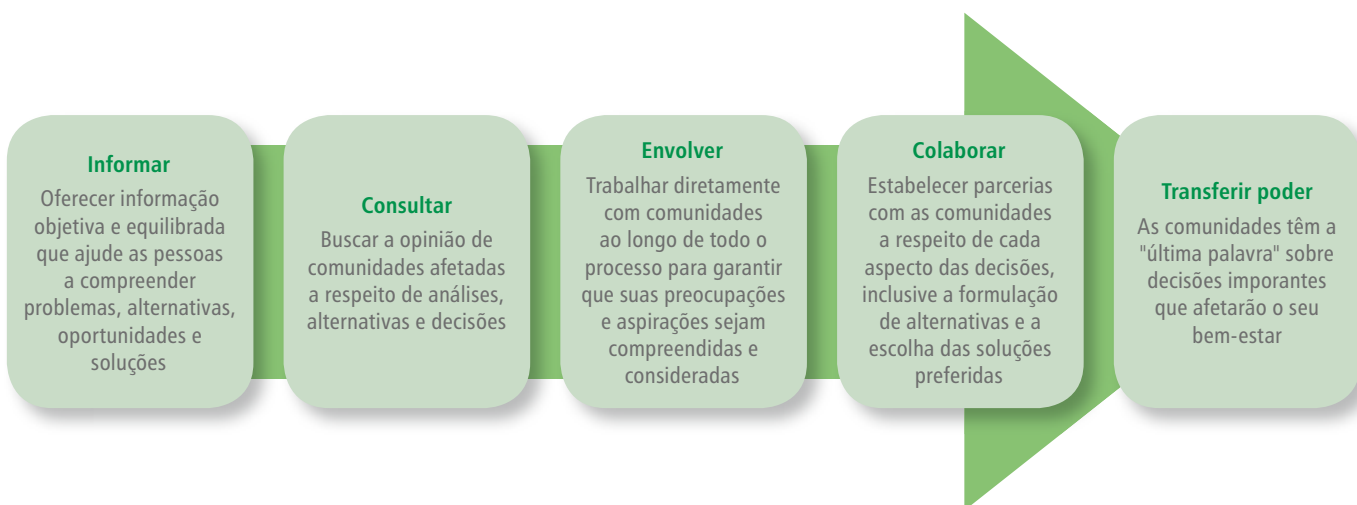 Informar
Oferecer informação
objetiva e equilibrada
que ajude as pessoas
a compreender
problemas, alternativas,
oportunidades e
soluções
Consultar
Buscar a opinião de
comunidades afetadas
a respeito de análises,
alternativas e decisões
Envolver
Trabalhar diretamente
com comunidades
ao longo de todo o
processo para garantir
que suas preocupações
e aspirações sejam
compreendidas e
consideradas
Colaborar
Estabelecer parcerias
com as comunidades
a respeito de cada
aspecto das decisões,
inclusive a formulação
de alternativas e a
escolha das soluções
preferidas
Transferir poder
As comunidades têm a
"última palavra" sobre
decisões imporantes
que afetarão o seu
bem-estar